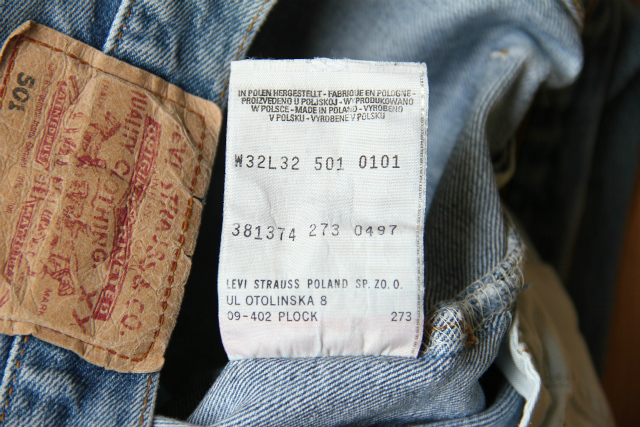 IN POLEN HERGESTELLT - FABRIQUE EN POLOGNE -
PROIZVEDENO U POLJSKOJ - WYPRODUKOWANO
W POLSCE - MADE IN POLAND - VYROBENO
V POLSKU - VYROBENE V POLSKU
W32L32 501 0101
381374 273 0497
LEVI STRAUSS POLAND SP. ZO. O.
UL OTOLINSKA 8
09-402 PLOCK 273
501
QUALITY CLOTHING
LEVI STRAUSS & CO.
XX